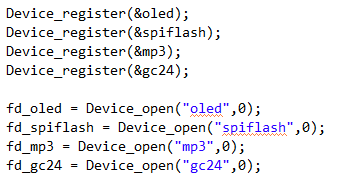 Device_register(&oled);
Device_register(&spiflash);
Device_register(&mp3);
Device_register(&gc24);
fd_oled = Device_open("oled",0);
fd_spiflash = Device_open("spiflash",0);
fd_mp3 = Device_open("mp3",0);
fd_gc24 = Device_open("gc24",0);